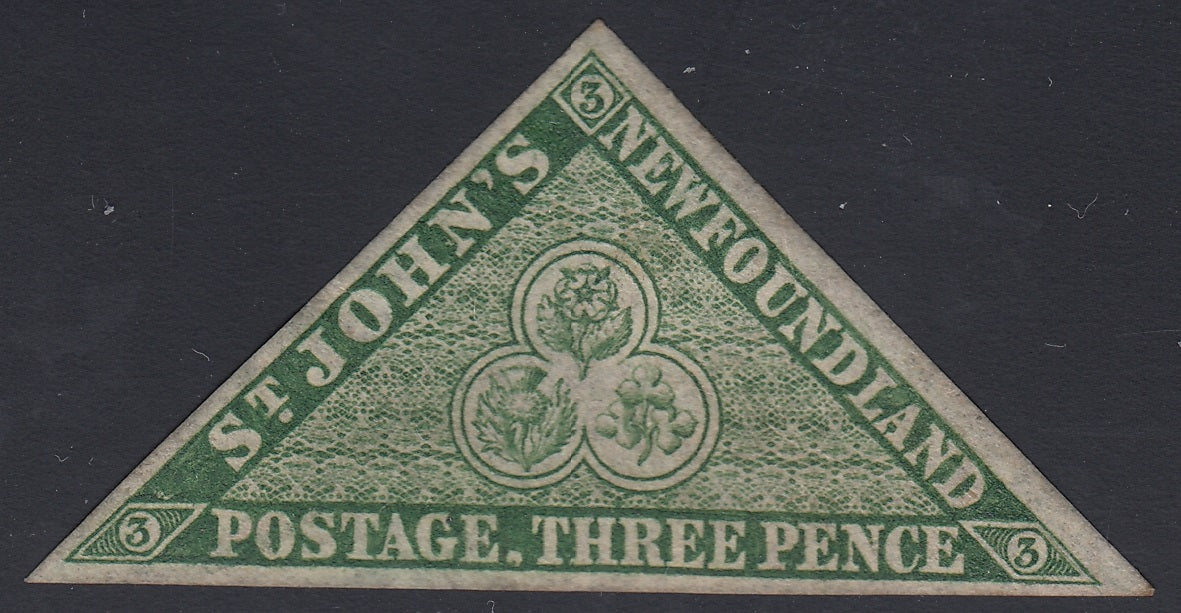 3
ST. JOHN'S
NEWFOUNDLAND
3
POSTAGE. THREE PENCE
3